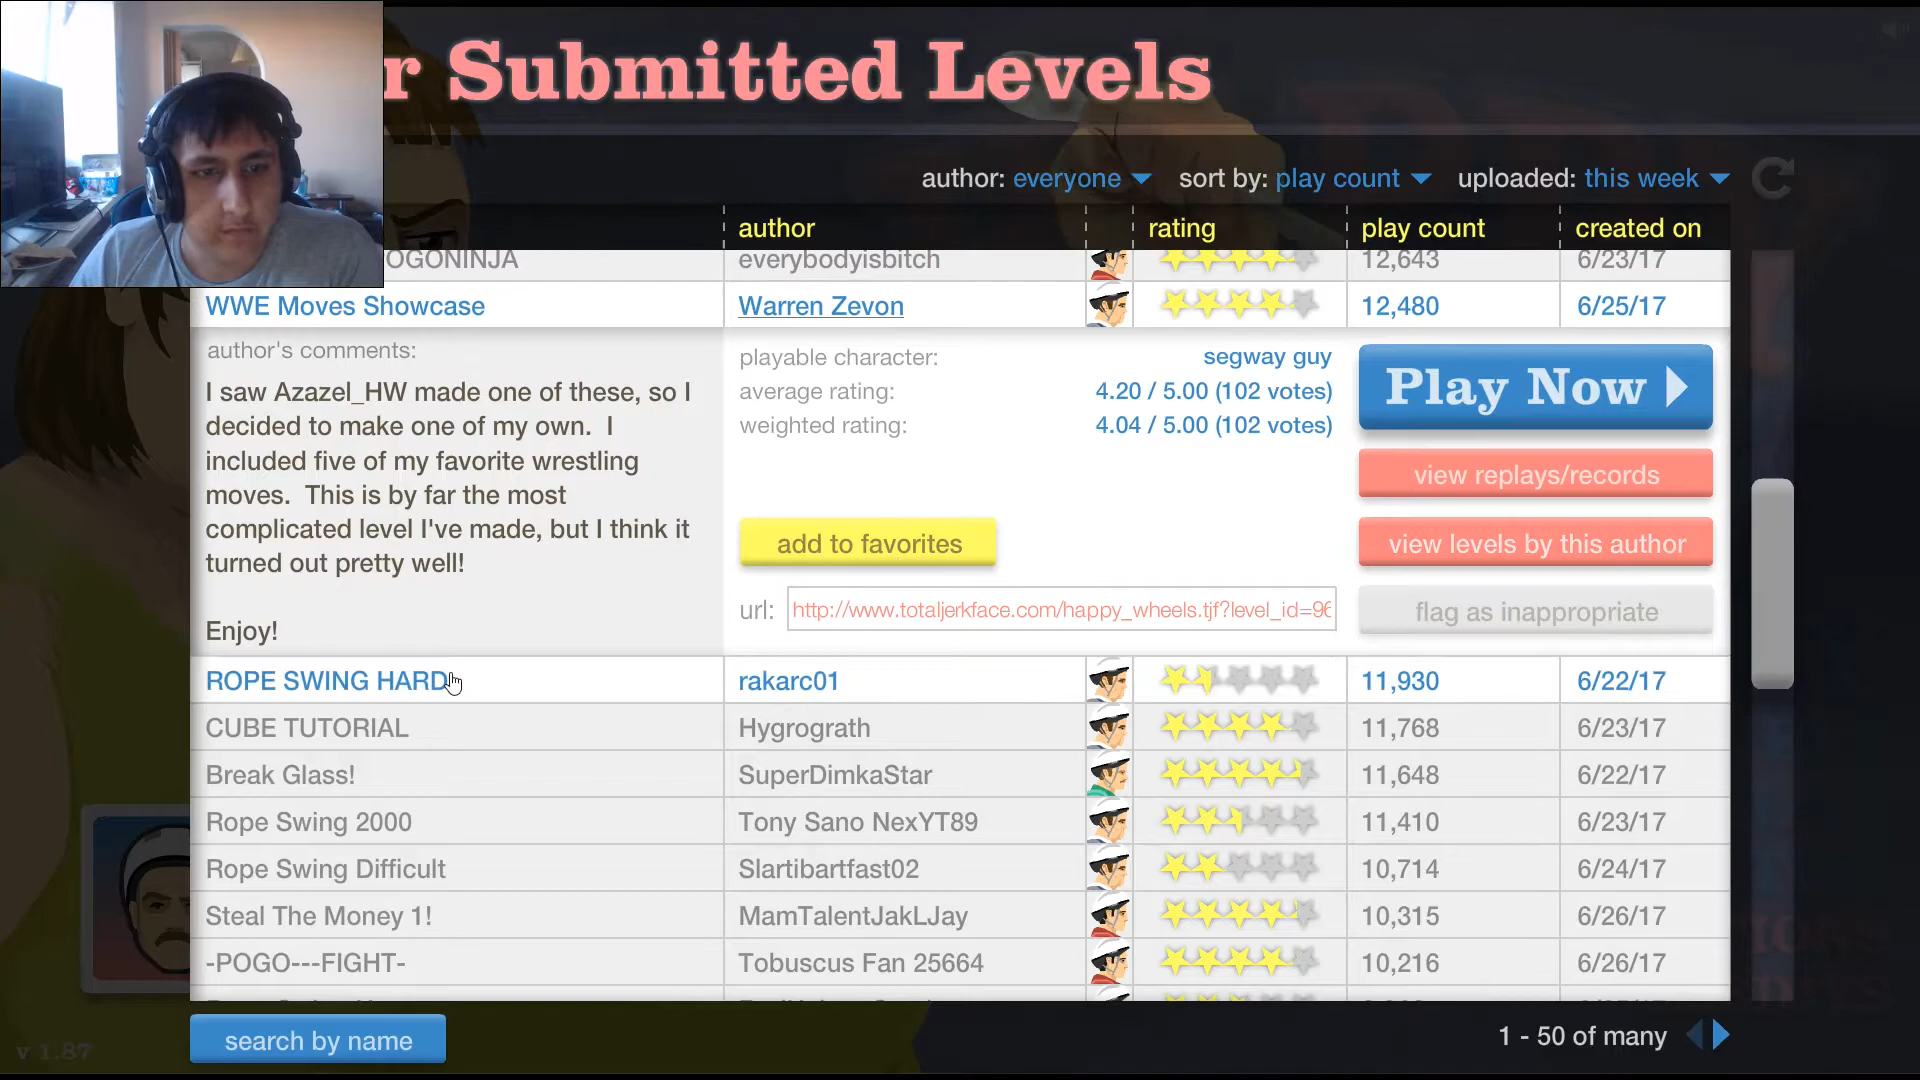 r Submitted Levels
author: everyone sort by: play count uploaded: this week
author rating play count created on
OGONINJA everybodyisbitch 12,643 6/23/17
WWE Moves Showcase Warren Zevon 12,480 6/25/17
author's comments:
I saw Azazel_HW made one of these, so I
decided to make one of my own.  I
included five of my favorite wrestling
moves.  This is by far the most
complicated level I've made, but I think it
turned out pretty well!
Enjoy!
playable character: segway guy
average rating: 4.20 / 5.00 (102 votes)
weighted rating: 4.04 / 5.00 (102 votes)
add to favorites
url: http://www.totaljerkface.com/happy_wheels.tjf?level_id=96
Play Now
view replays/records
view levels by this author
flag as inappropriate
ROPE SWING HARD rakarc01 11,930 6/22/17
CUBE TUTORIAL Hygrograth 11,768 6/23/17
Break Glass! SuperDimkaStar 11,648 6/22/17
Rope Swing 2000 Tony Sano NexYT89 11,410 6/23/17
Rope Swing Difficult Slartibartfast02 10,714 6/24/17
Steal The Money 1! MamTalentJakLJay 10,315 6/26/17
-POGO---FIGHT- Tobuscus Fan 25664 10,216 6/26/17
search by name
1 - 50 of many
v 1.87